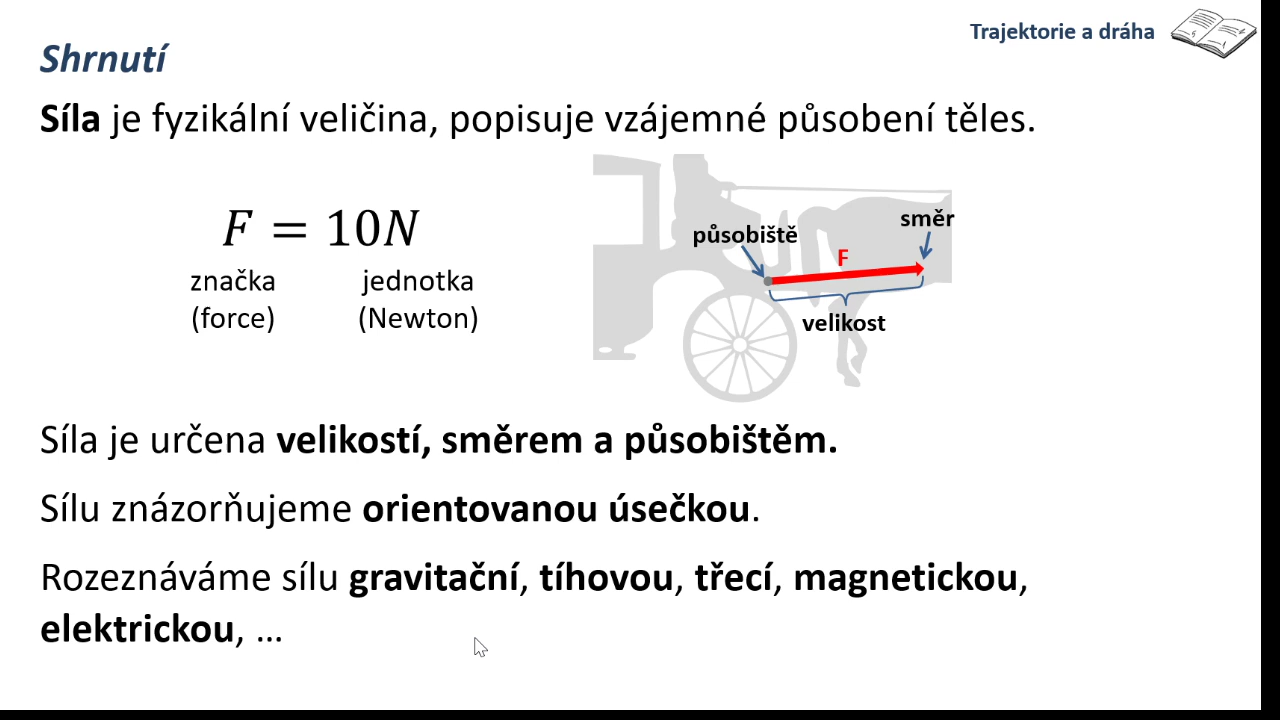 Trajektorie a dráha
Shrnutí
Síla je fyzikální veličina, popisuje vzájemné působení těles.
F = 10N
značka jednotka
(force) (Newton)
působiště
směr
F
velikost
Síla je určena velikostí, směrem a působištěm.
Sílu znázorňujeme orientovanou úsečkou.
Rozeznáváme sílu gravitační, tíhovou, třecí, magnetickou,
elektrickou, ...